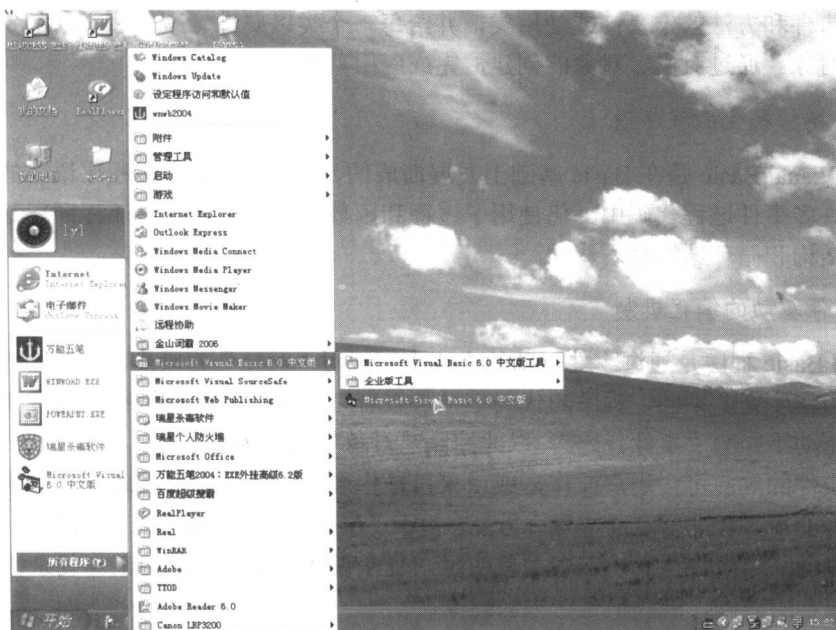 MSACCESS EXE
RealPlayer
lyl
Internet
Internet Explorer
电子邮件
Outlook Express
万能五笔
WINWORD EXE
POWERPNT EXE
瑞星杀毒软件
Microsoft Visual
6.0 中文版
所有程序(P)
开始
Windows Catalog
Windows Update
设定程序访问和默认值
wnwb2004
附件
管理工具
启动
游戏
Internet Explorer
Outlook Express
Windows Media Connect
Windows Media Player
Windows Messenger
Windows Movie Maker
远程协助
金山词霸 2006
Microsoft Visual Basic 6.0 中文版
Microsoft Visual SourceSafe
Microsoft Web Publishing
瑞星杀毒软件
瑞星个人防火墙
Microsoft Office
万能五笔2004：EXE外挂高级6.2版
百度超级搜霸
RealPlayer
Real
WinRAR
Adobe
TTOD
Adobe Reader 6.0
Canon LBP3200
Microsoft Visual Basic 6.0 中文版工具
企业版工具
Microsoft Visual Basic 6.0 中文版